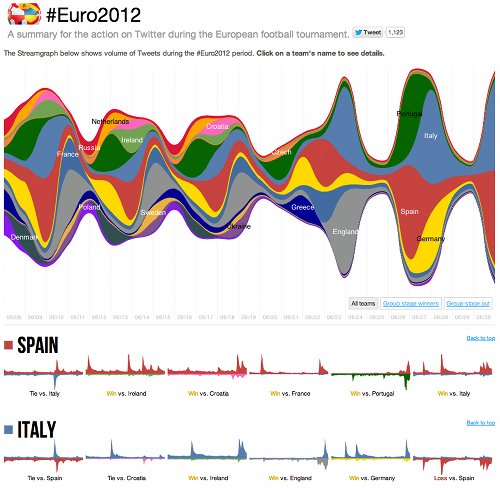 #Euro2012
A summary for the action on Twitter during the European football tournament.
Tweet 1,123
The Streamgraph below shows volume of Tweets during the #Euro2012 period. Click on a team's name to see details.
Netherlands
Croatia
Portugal
Italy
Ireland
Russia
France
Czech
Poland
Sweden
Greece
Spain
Denmark
Ukraine
England
Germany
All teams Group stage winners Group stage out
06/08 06/09 06/10 06/11 06/12 06/13 06/14 06/15 06/16 06/17 06/18 06/19 06/20 06/21 06/22 06/23 06/24 06/25 06/26 06/27 06/28 06/29 06/30
Back to top
SPAIN
Tie vs. Italy Win vs. Ireland Win vs. Croatia Win vs. France Win vs. Portugal Win vs. Italy
Back to top
ITALY
Tie vs. Spain Tie vs. Croatia Win vs. Ireland Win vs. England Win vs. Germany Loss vs. Spain